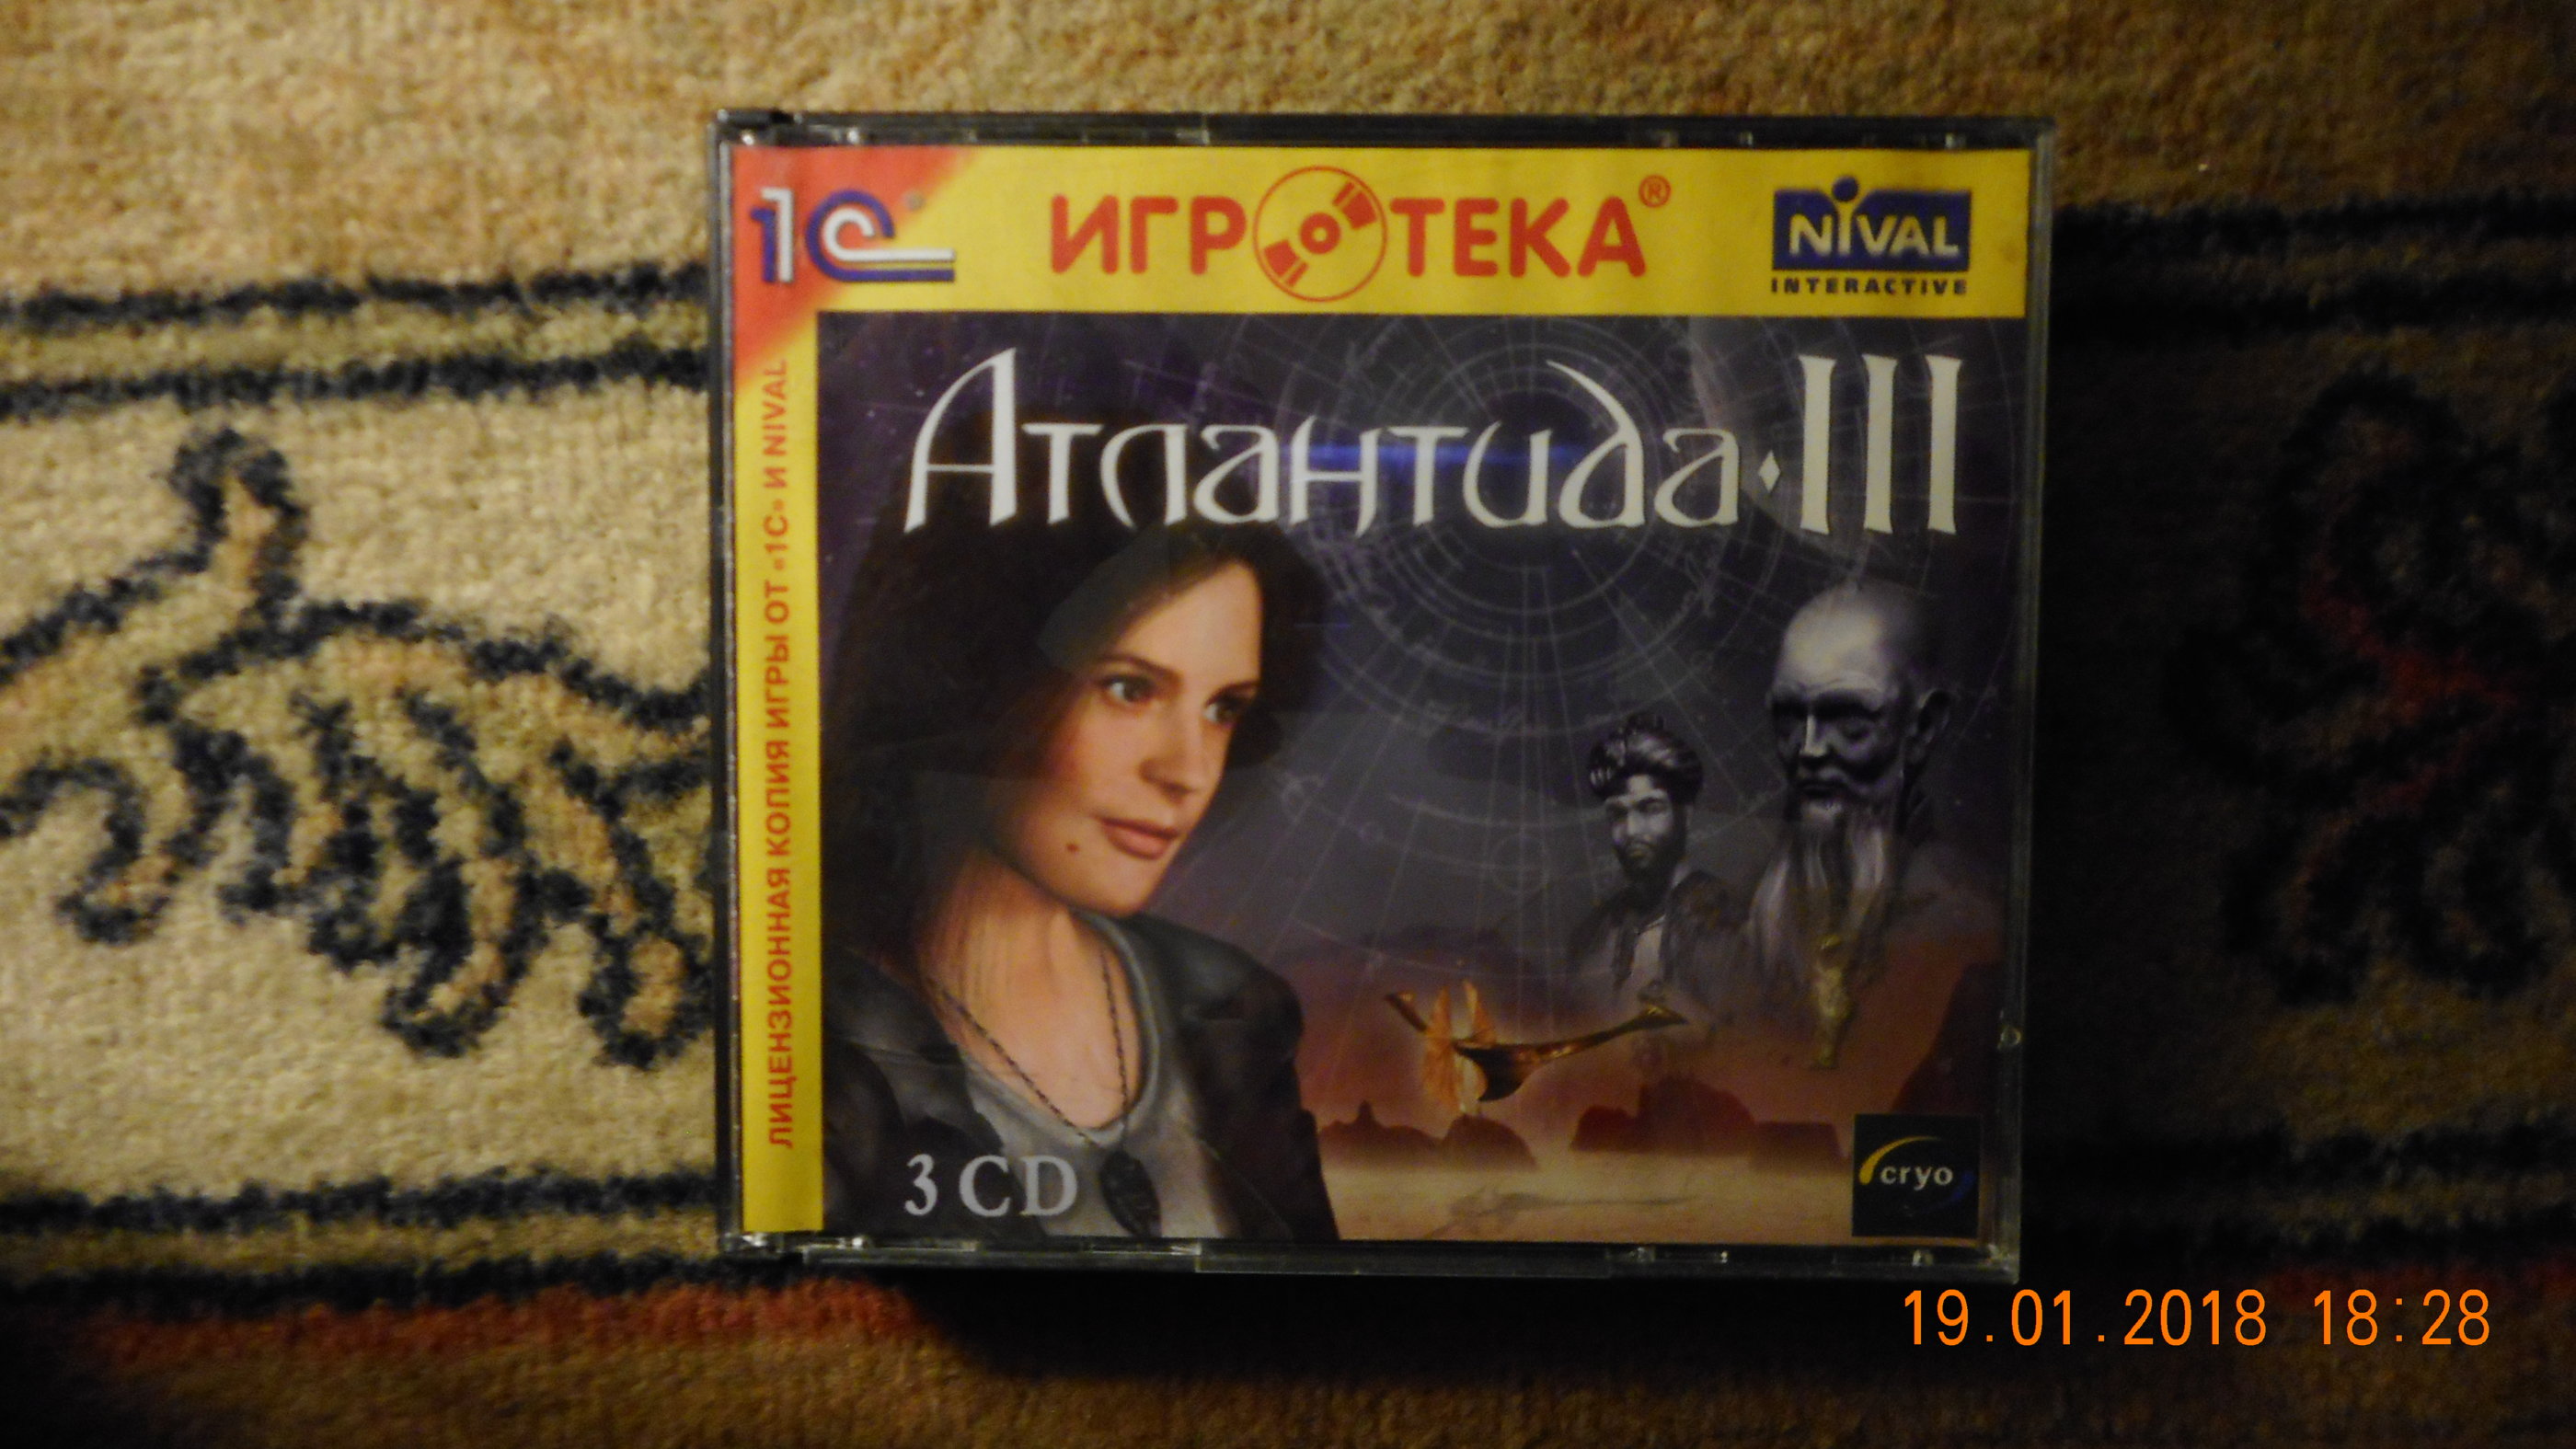 1С
ИГРОТЕКА®
NIVAL
INTERACTIVE
Атлантида·III
ЛИЦЕНЗИОННАЯ КОПИЯ ИГРЫ ОТ «1С» И NIVAL
3 CD
cryo
19.01.2018 18:28